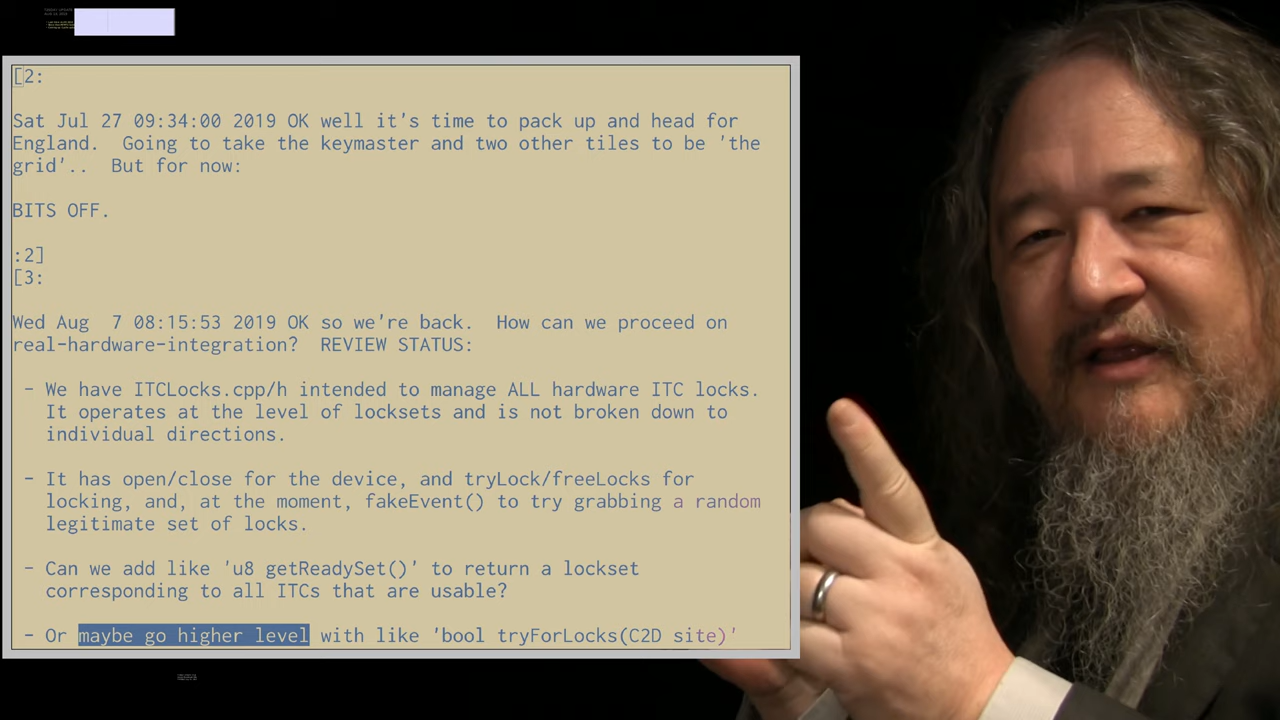 [2:
Sat Jul 27 09:34:00 2019 OK well it's time to pack up and head for
England.  Going to take the keymaster and two other tiles to be 'the
grid'..  But for now:
BITS OFF.
:2]
[3:
Wed Aug  7 08:15:53 2019 OK so we're back.  How can we proceed on
real-hardware-integration?  REVIEW STATUS:
- We have ITCLocks.cpp/h intended to manage ALL hardware ITC locks.
It operates at the level of locksets and is not broken down to
individual directions.
- It has open/close for the device, and tryLock/freeLocks for
locking, and, at the moment, fakeEvent() to try grabbing a random
legitimate set of locks.
- Can we add like 'u8 getReadySet()' to return a lockset
corresponding to all ITCs that are usable?
- Or maybe go higher level with like 'bool tryForLocks(C2D site)'